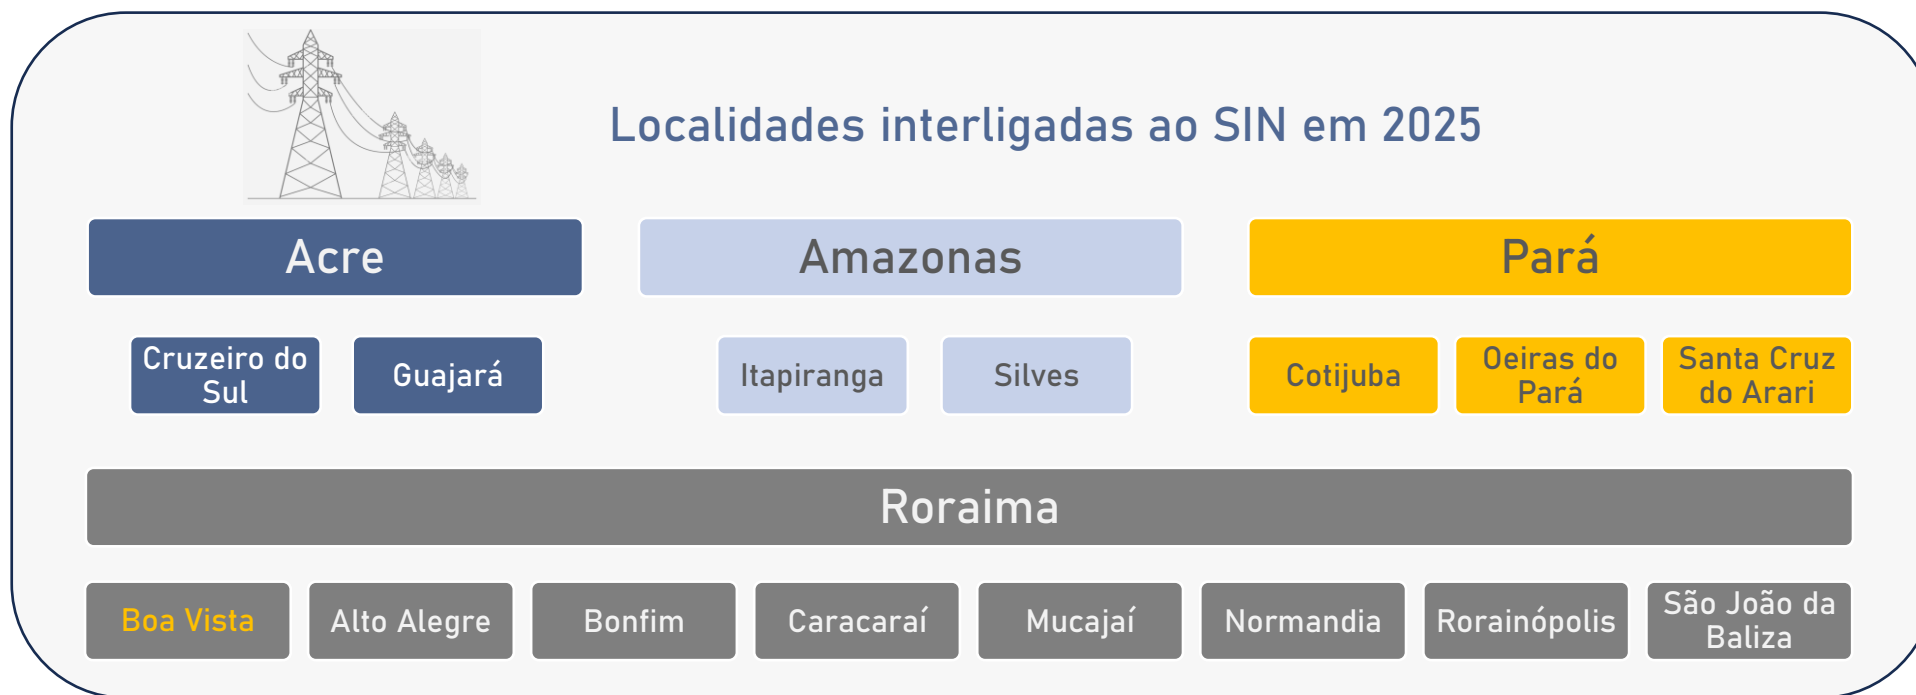 Localidades interligadas ao SIN em 2025
Acre
Amazonas
Pará
Cruzeiro do
Sul
Guajará
Itapiranga
Silves
Cotijuba
Oeiras do
Pará
Santa Cruz
do Arari
Roraima
Boa Vista
Alto Alegre
Bonfim
Caracaraí
Mucajaí
Normandia
Rorainópolis
São João da
Baliza